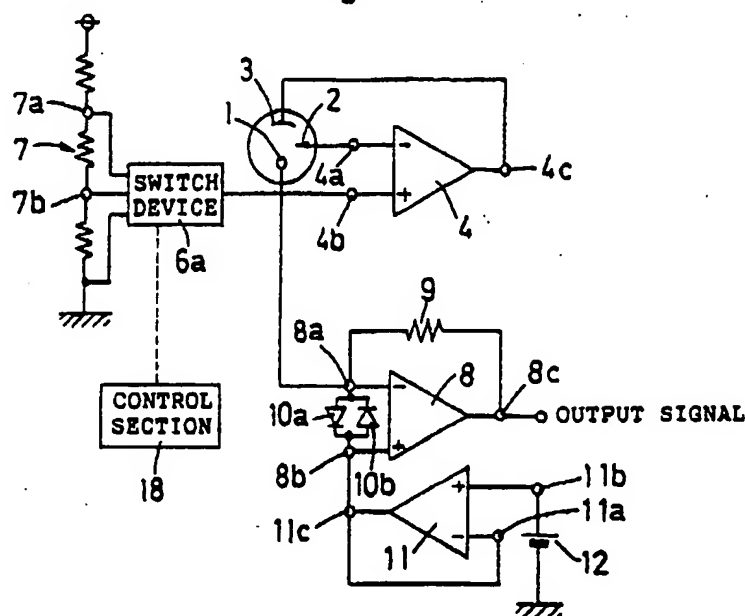 7a
7
7b
SWITCH
DEVICE
6a
CONTROL
SECTION
18
3
2
1
4a
4b
-
+
4
4c
9
8a
-
8
8c
OUTPUT SIGNAL
10a
+
8b
10b
11c
+
11b
11a
11
-
12